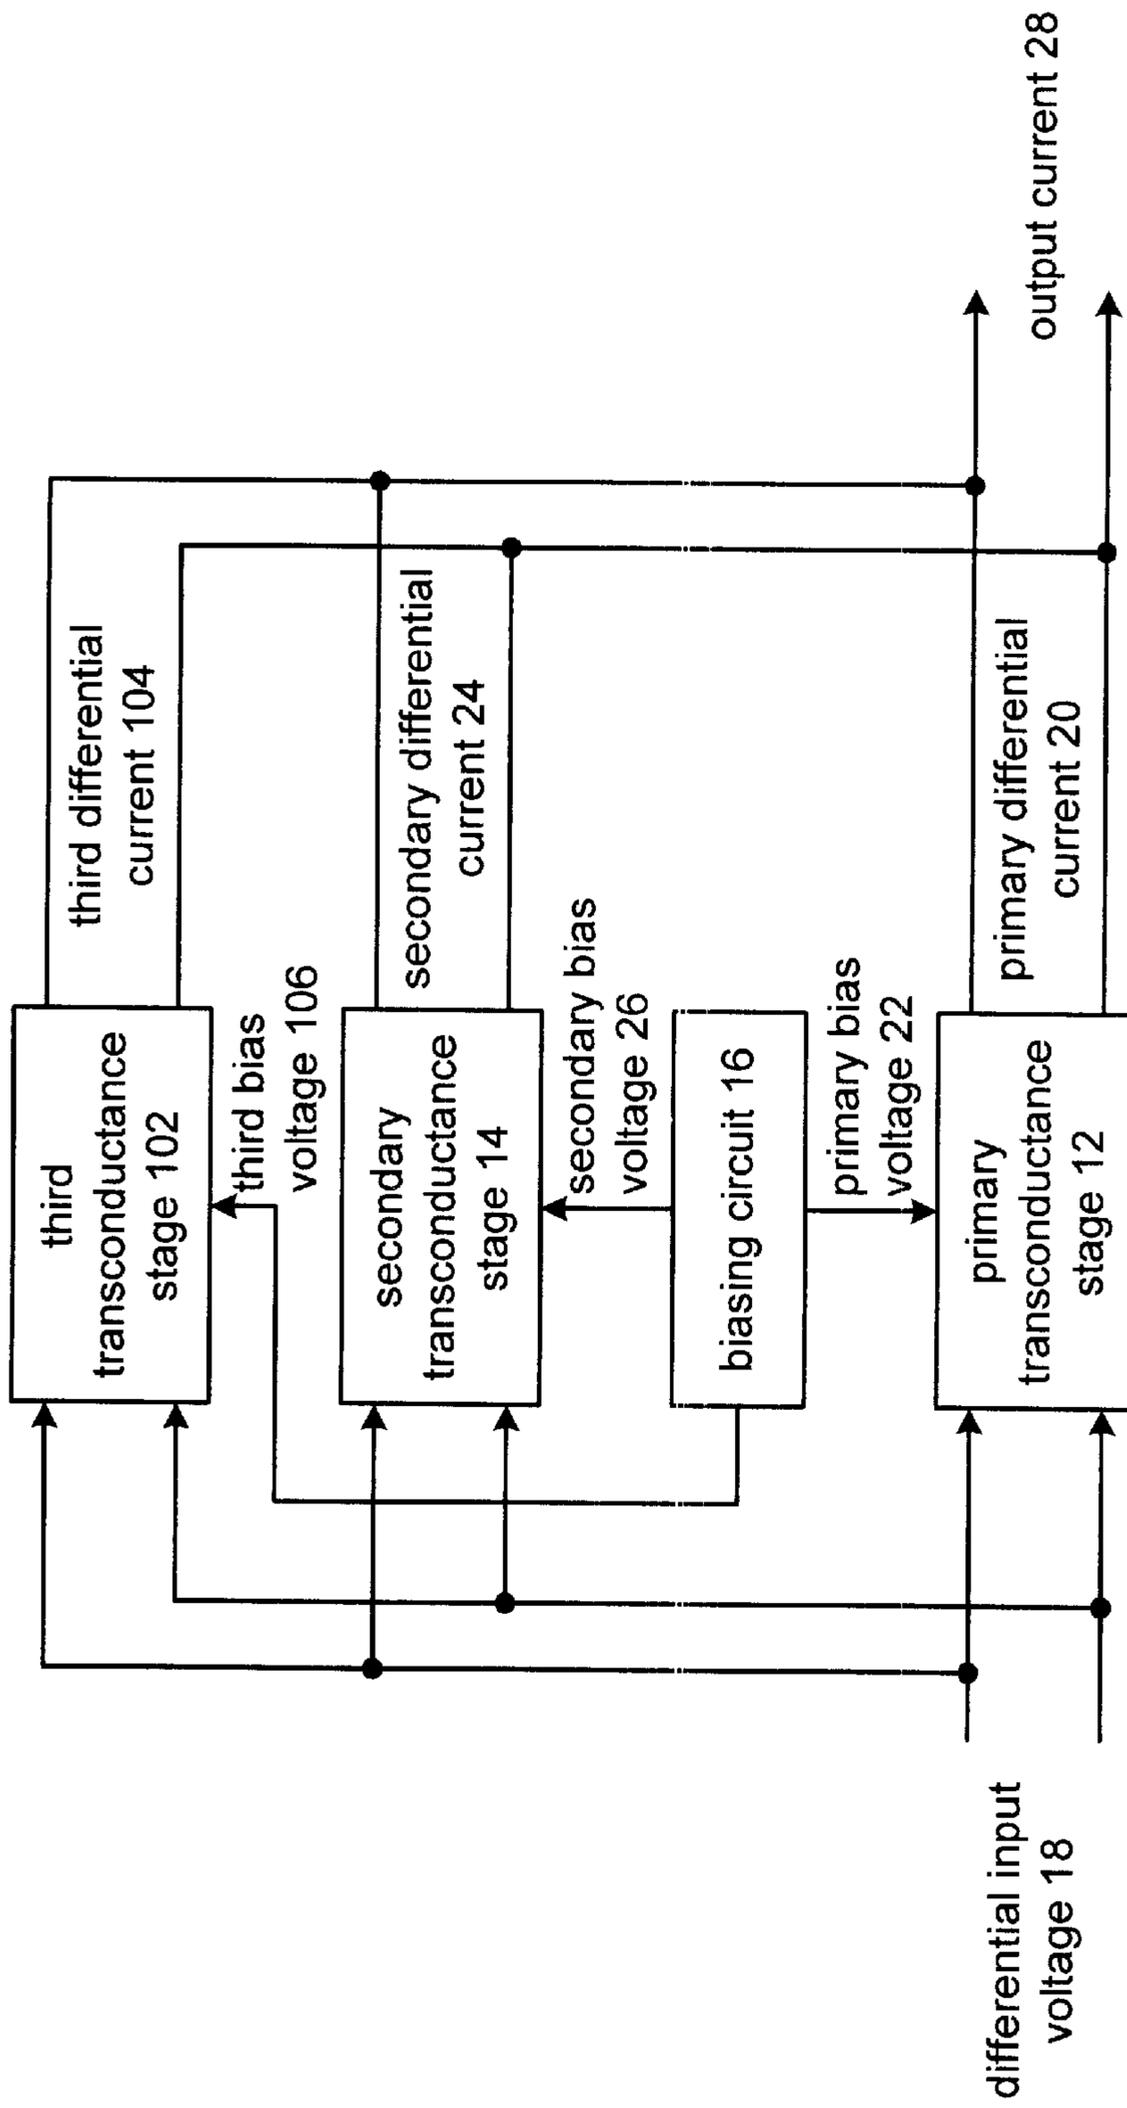 third
transconductance
stage 102
third differential
current 104
third bias
voltage 106
secondary
transconductance
stage 14
secondary differential
current 24
secondary bias
voltage 26
biasing circuit 16
primary bias
voltage 22
differential input
voltage 18
primary
transconductance
stage 12
primary differential
current 20
output current 28